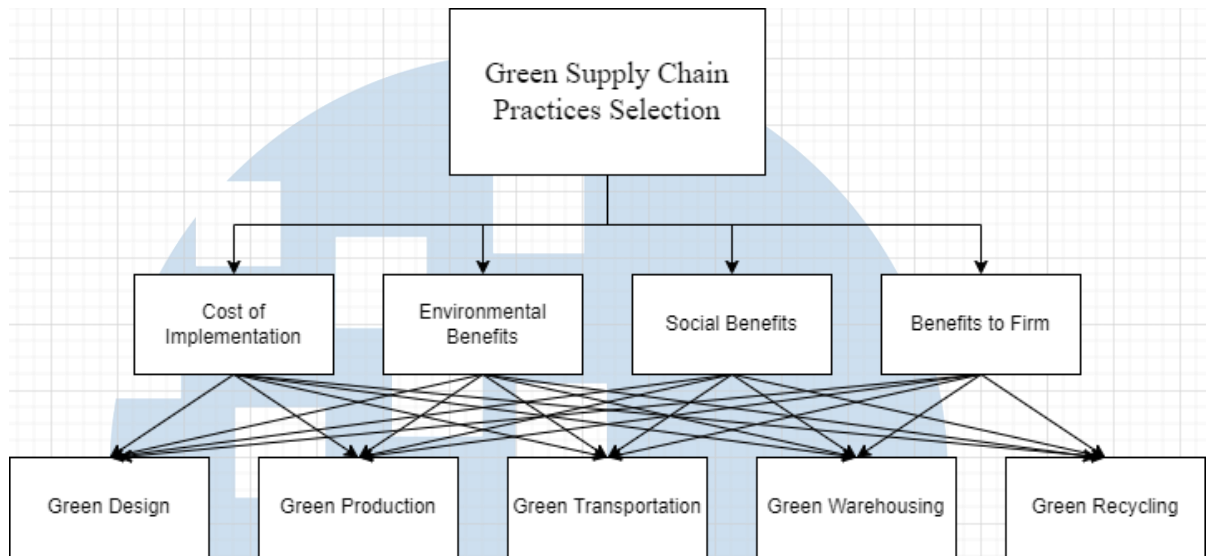 Green Supply Chain
Practices Selection
Cost of
Implementation
Environmental
Benefits
Social Benefits
Benefits to Firm
Green Design
Green Production
Green Transportation
Green Warehousing
Green Recycling